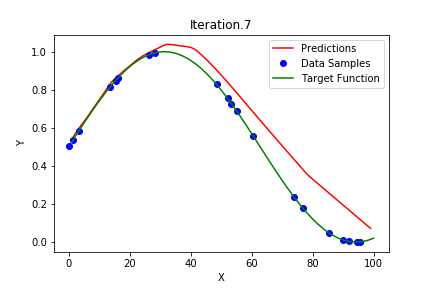 Iteration.7
Predictions
Data Samples
Target Function
Y
1.0
0.8
0.6
0.4
0.2
0.0
0 20 40 60 80 100
X